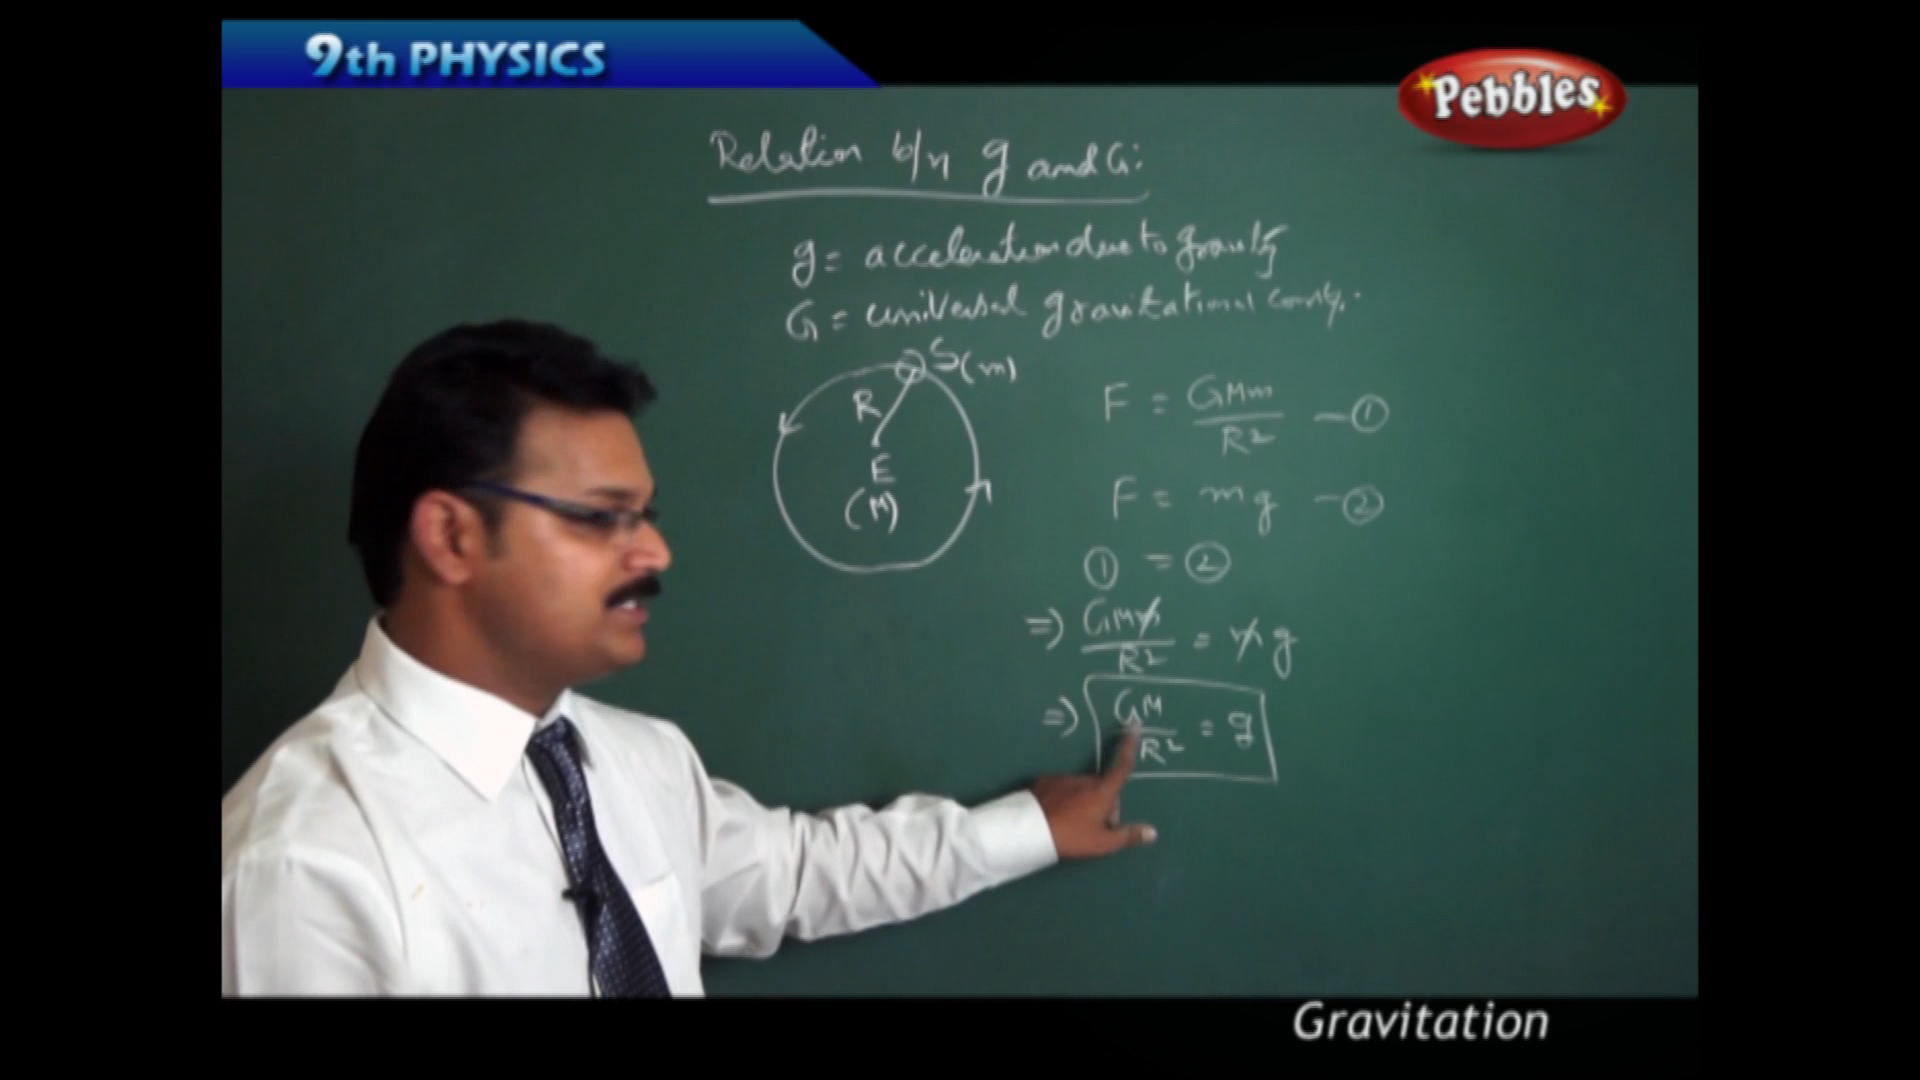 9th PHYSICS
Pebbles
Relation b/n g and G:
g = acceleration due to gravity
G = universal gravitational
S(m)
R
E
(M)
F = GMm/R² — ①
F = mg — ②
① = ②
=> GMm/R² = mg
=> GM/R² = g
Gravitation